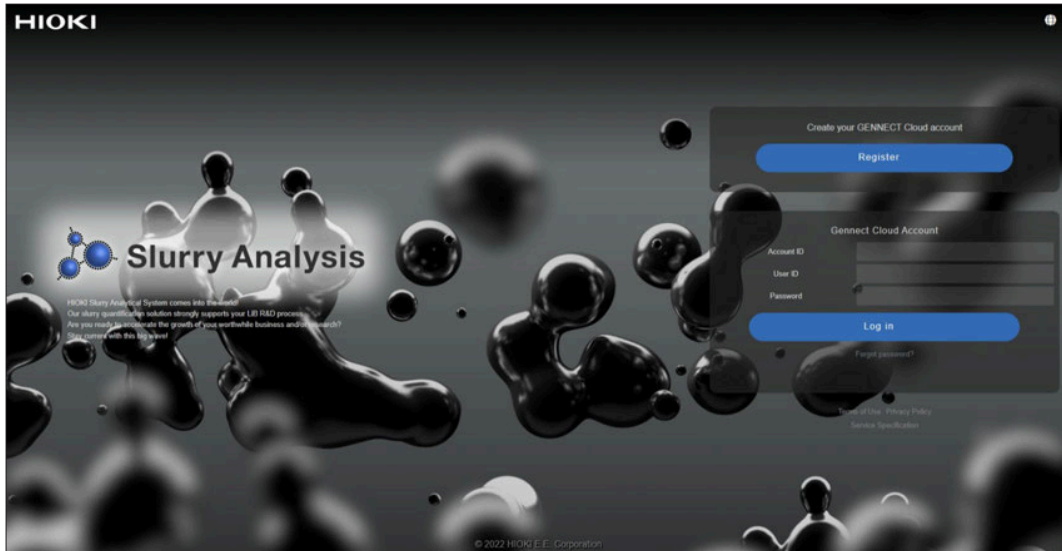 HIOKI
Create your GENNECT Cloud account
Register
Slurry Analysis
HIOKI Slurry Analytical System comes into the world!
Our slurry quantification solution strongly supports your LIB R&D process.
Are you ready to accelerate the growth of your worthwhile business and/or research?
Stay current with this big wave!
Gennect Cloud Account
Account ID
User ID
Password
Log in
Forgot password?
Terms of Use Privacy Policy
Service Specification
© 2022 HIOKI E.E. Corporation